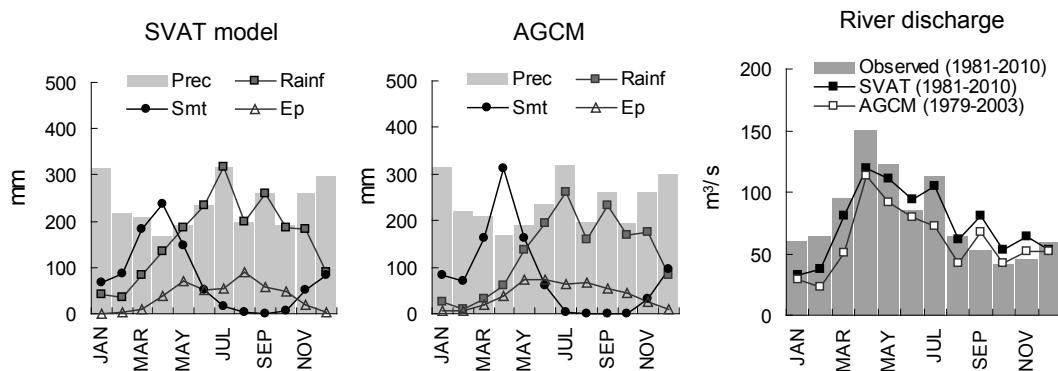 SVAT model
500
400
300
200
100
0
mm
Prec
Rainf
Smt
Ep
JAN
MAR
MAY
JUL
SEP
NOV
AGCM
500
400
300
200
100
0
mm
Prec
Rainf
Smt
Ep
JAN
MAR
MAY
JUL
SEP
NOV
River discharge
200
150
100
50
0
m³/ s
Observed (1981-2010)
SVAT (1981-2010)
AGCM (1979-2003)
JAN
MAR
MAY
JUL
SEP
NOV